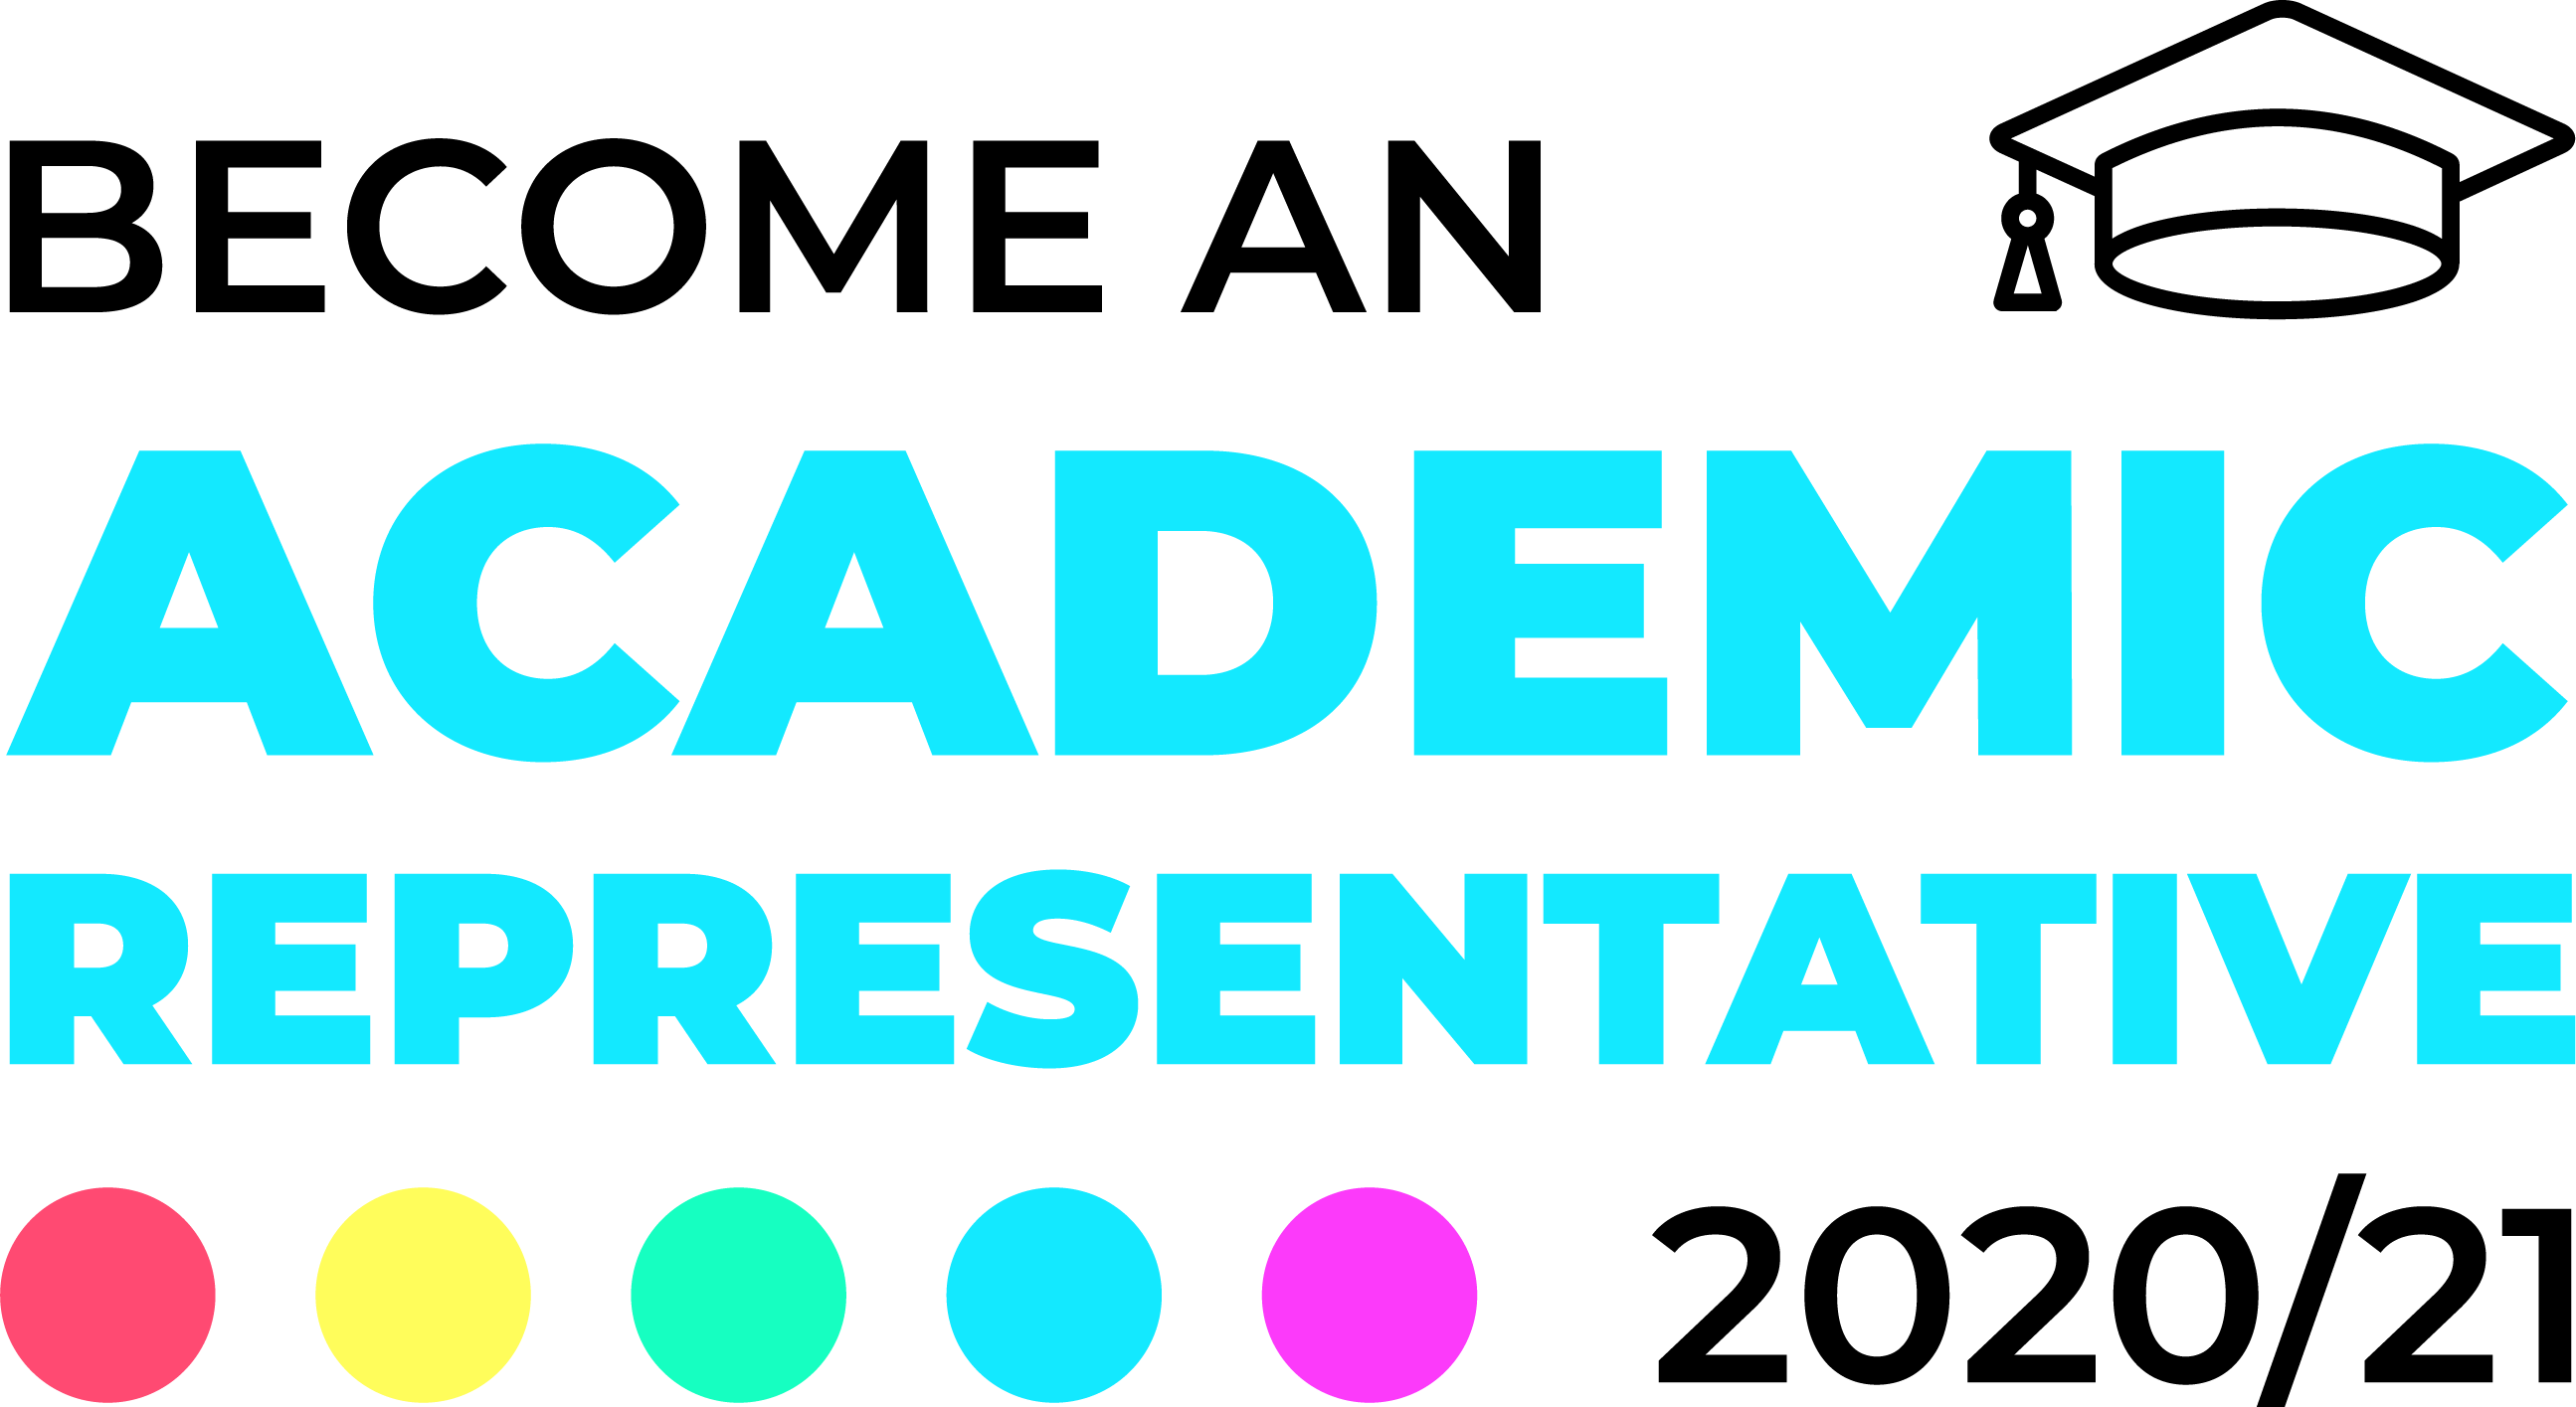 BECOME AN
ACADEMIC
REPRESENTATIVE
2020/21